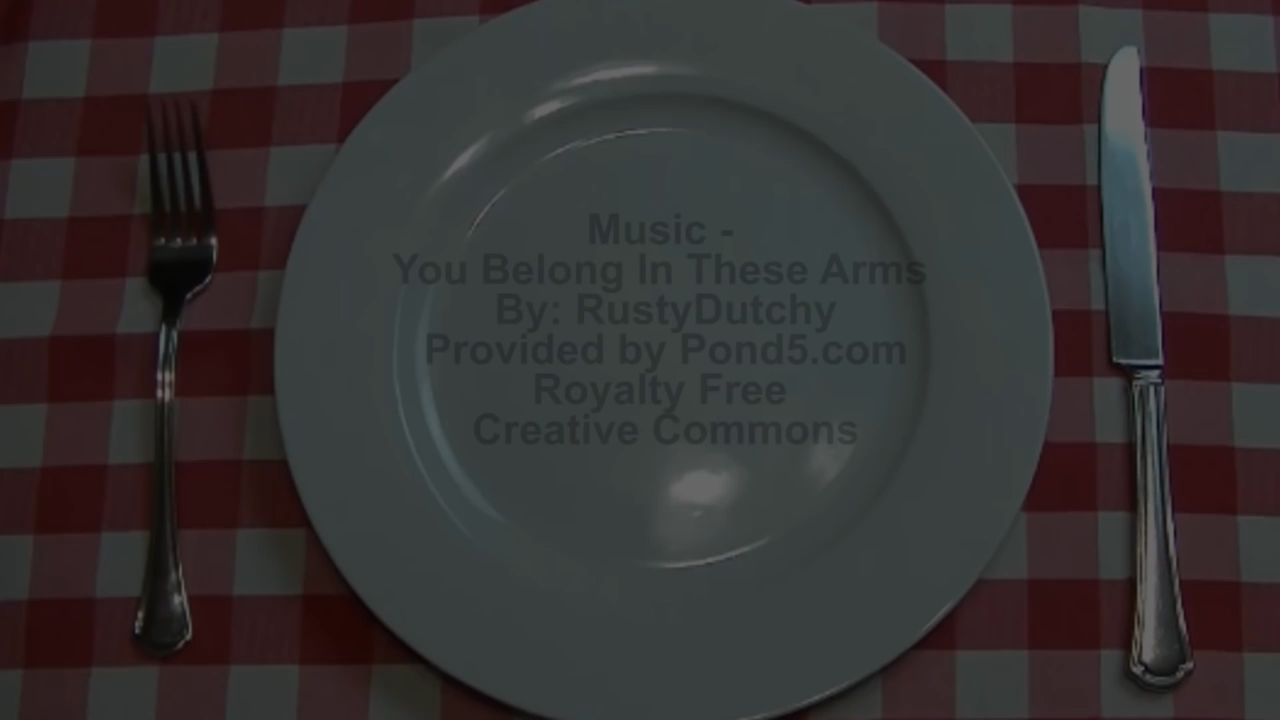 Music -
You Belong In These Arms
By: RustyDutchy
Provided by Pond5.com
Royalty Free
Creative Commons